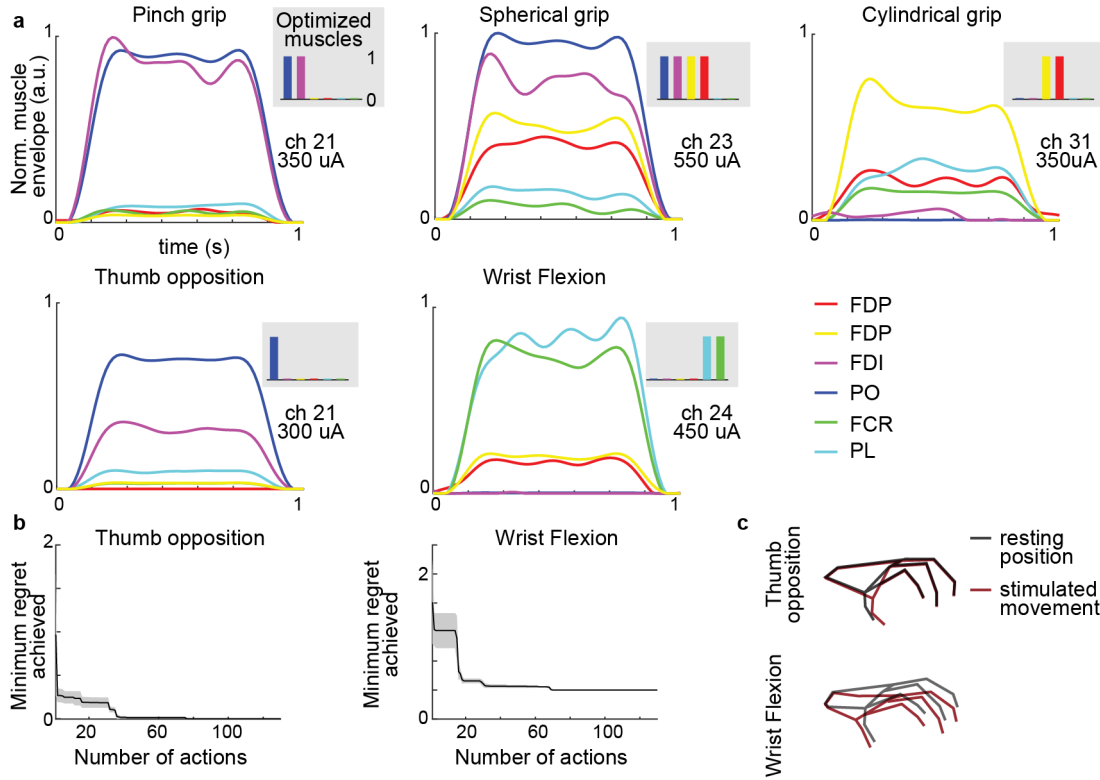 a
Pinch grip
Spherical grip
Cylindrical grip
Norm. muscle
envelope (a.u.)
1
0
0
1
time (s)
Optimized
muscles
1
0
ch 21
350 uA
1
0
0
1
ch 23
550 uA
1
0
0
1
ch 31
350uA
Thumb opposition
Wrist Flexion
1
0
0
1
ch 21
300 uA
1
0
0
1
ch 24
450 uA
FDP
FDP
FDI
PO
FCR
PL
b
Thumb opposition
Minimum regret
achieved
2
1
0
20
60
100
Number of actions
Wrist Flexion
Minimum regret
achieved
2
1
0
20
60
100
Number of actions
c
resting
position
stimulated
movement
Thumb
opposition
Wrist Flexion